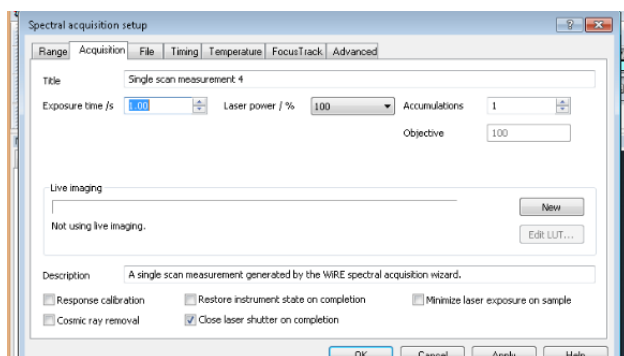 Spectral acquisition setup
Range Acquisition File Timing Temperature FocusTrack Advanced
Title Single scan measurement 4
Exposure time /s 1.00 Laser power / % 100 Accumulations 1
Objective 100
Live imaging
New
Not using live imaging.
Edit LUT...
Description A single scan measurement generated by the WiRE spectral acquisition wizard.
Response calibration Restore instrument state on completion Minimize laser exposure on sample
Cosmic ray removal Close laser shutter on completion
OK Cancel Apply Help